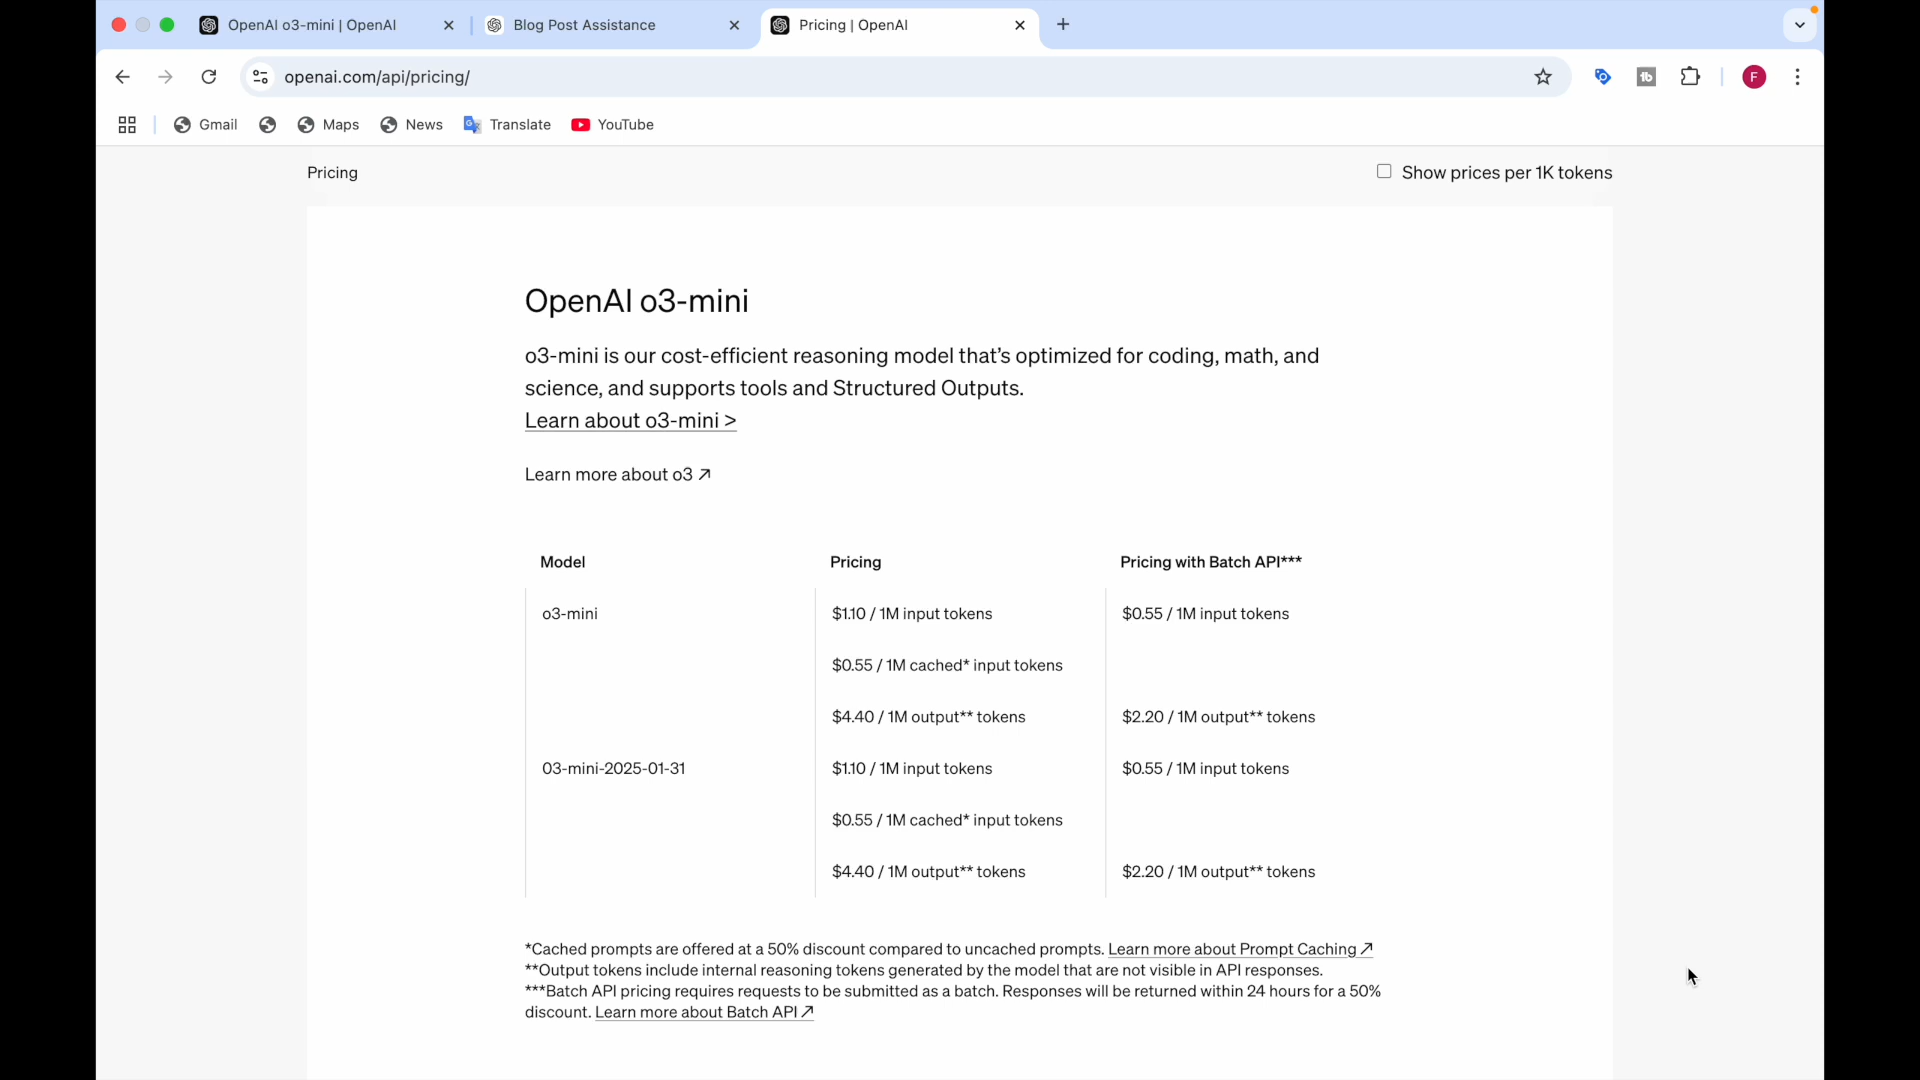 OpenAI o3-mini | OpenAI
Blog Post Assistance
Pricing | OpenAI
openai.com/api/pricing/
F
Gmail
Maps
News
Translate
YouTube
Pricing
Show prices per 1K tokens
OpenAI o3-mini
o3-mini is our cost-efficient reasoning model that’s optimized for coding, math, and
science, and supports tools and Structured Outputs.
Learn about o3-mini >
Learn more about o3 ↗
Model Pricing Pricing with Batch API***
o3-mini $1.10 / 1M input tokens $0.55 / 1M input tokens
$0.55 / 1M cached* input tokens
$4.40 / 1M output** tokens $2.20 / 1M output** tokens
03-mini-2025-01-31 $1.10 / 1M input tokens $0.55 / 1M input tokens
$0.55 / 1M cached* input tokens
$4.40 / 1M output** tokens $2.20 / 1M output** tokens
*Cached prompts are offered at a 50% discount compared to uncached prompts. Learn more about Prompt Caching ↗
**Output tokens include internal reasoning tokens generated by the model that are not visible in API responses.
***Batch API pricing requires requests to be submitted as a batch. Responses will be returned within 24 hours for a 50%
discount. Learn more about Batch API ↗